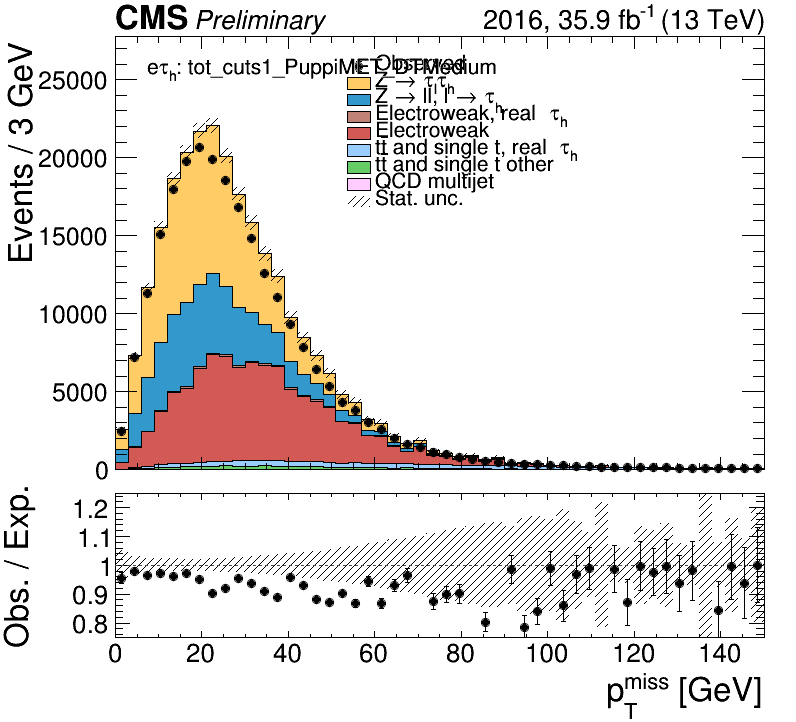 CMS Preliminary 2016, 35.9 fb⁻¹ (13 TeV)
Events / 3 GeV
eτₕ: tot_cuts1_PuppiMET_DTMedium
Observed
Z → τₗτₕ
Z → ll, l → τₕ
Electroweak, real τₕ
Electroweak
tt̄ and single t, real τₕ
tt̄ and single t other
QCD multijet
Stat. unc.
25000
20000
15000
10000
5000
0
Obs. / Exp.
1.2
1.1
1
0.9
0.8
0 20 40 60 80 100 120 140
p_T^miss [GeV]